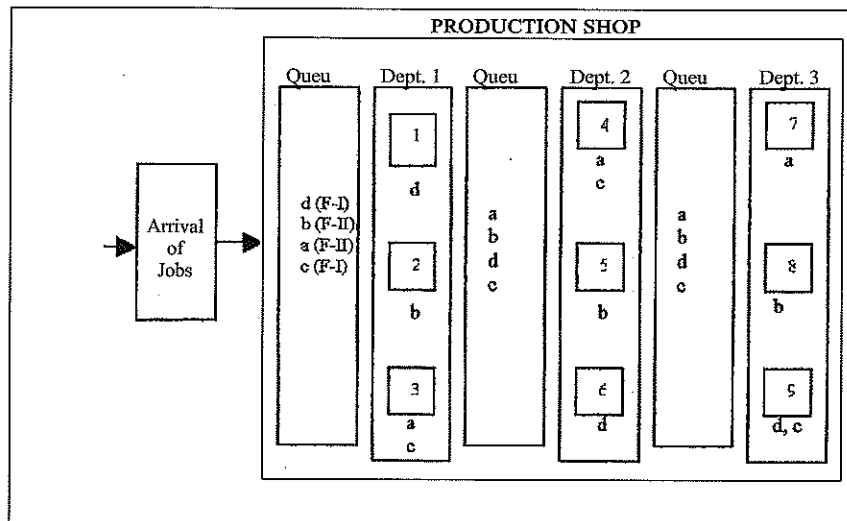 PRODUCTION SHOP
Queu
Dept. 1
Queu
Dept. 2
Queu
Dept. 3
Arrival
of
Jobs
d (F-I)
b (F-II)
a (F-II)
c (F-I)
1
d
2
b
3
a
c
a
b
d
c
4
a
c
5
b
6
d
a
b
d
c
7
a
8
b
9
d, c